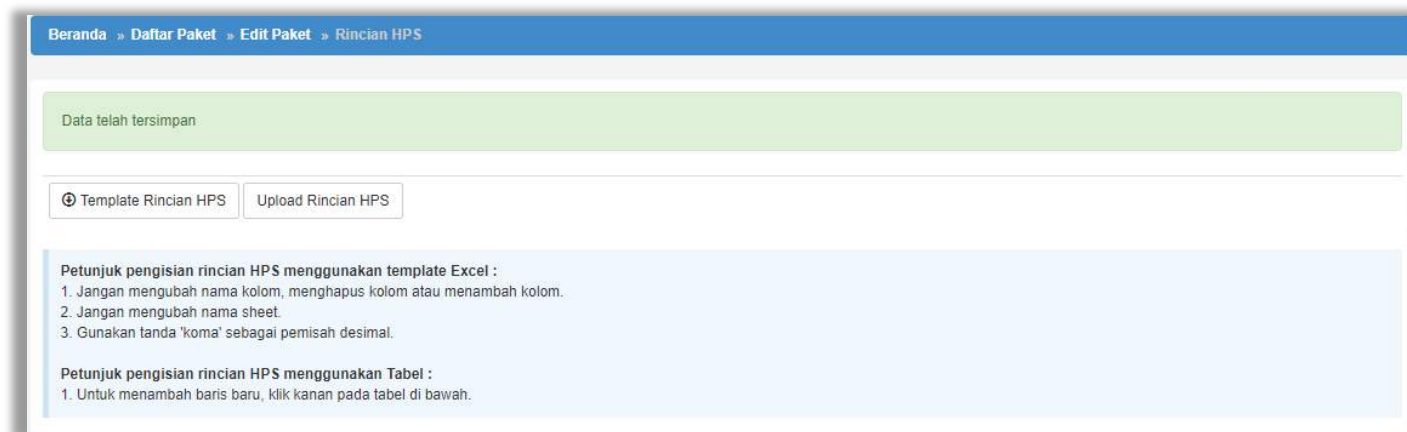 Beranda » Daftar Paket » Edit Paket » Rincian HPS
Data telah tersimpan
Template Rincian HPS Upload Rincian HPS
Petunjuk pengisian rincian HPS menggunakan template Excel :
1. Jangan mengubah nama kolom, menghapus kolom atau menambah kolom.
2. Jangan mengubah nama sheet.
3. Gunakan tanda 'koma' sebagai pemisah desimal.
Petunjuk pengisian rincian HPS menggunakan Tabel :
1. Untuk menambah baris baru, klik kanan pada tabel di bawah.